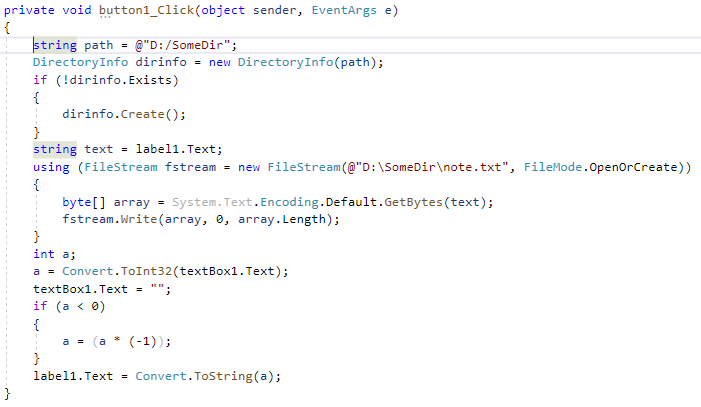 private void button1_Click(object sender, EventArgs e)
{
    string path = @"D:/SomeDir";
    DirectoryInfo dirinfo = new DirectoryInfo(path);
    if (!dirinfo.Exists)
    {
        dirinfo.Create();
    }
    string text = label1.Text;
    using (FileStream fstream = new FileStream(@"D:\SomeDir\note.txt", FileMode.OpenOrCreate))
    {
        byte[] array = System.Text.Encoding.Default.GetBytes(text);
        fstream.Write(array, 0, array.Length);
    }
    int a;
    a = Convert.ToInt32(textBox1.Text);
    textBox1.Text = "";
    if (a < 0)
    {
        a = (a * (-1));
    }
    label1.Text = Convert.ToString(a);
}